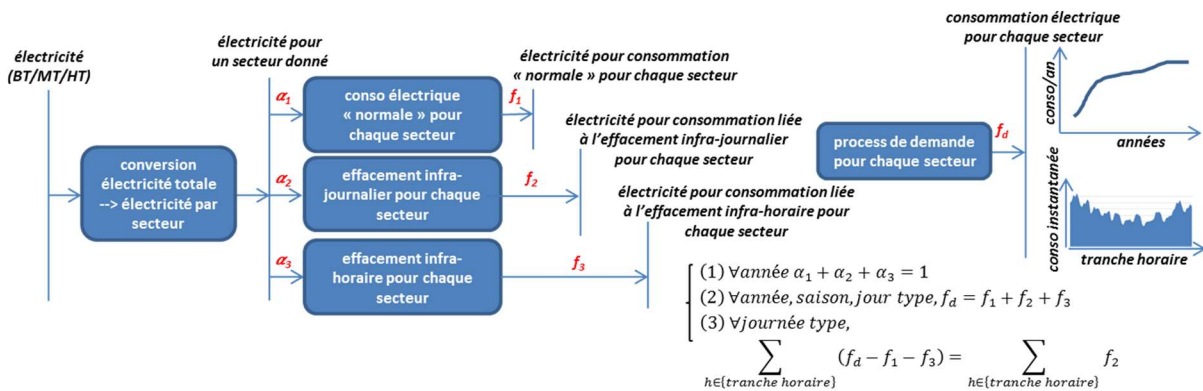 électricité
(BT/MT/HT)
conversion
électricité totale
--> électricité par
secteur
électricité pour
un secteur donné
α1
conso électrique
« normale » pour
chaque secteur
f1
électricité pour consommation
« normale » pour chaque secteur
α2
effacement infra-
journalier pour chaque
secteur
f2
électricité pour consommation liée
à l'effacement infra-journalier
pour chaque secteur
α3
effacement infra-
horaire pour chaque
secteur
f3
électricité pour consommation liée
à l'effacement infra-horaire pour
chaque secteur
process de demande
pour chaque secteur
fd
consommation électrique
pour chaque secteur
conso/an
années
conso instantanée
tranche horaire
(1) ∀année α1 + α2 + α3 = 1
(2) ∀année, saison, jour type, fd = f1 + f2 + f3
(3) ∀journée type,
∑ (fd − f1 − f3) = ∑ f2
h∈{tranche horaire} h∈{tranche horaire}